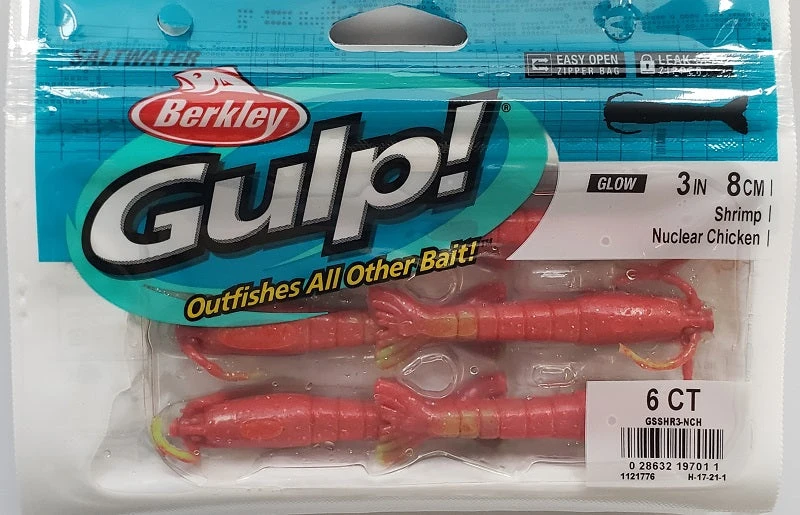 SALTWATER
EASY OPEN
ZIPPER BAG
LEAK
Berkley
Gulp!®
Outfishes All Other Bait!
GLOW
3IN 8CM
Shrimp
Nuclear Chicken
6 CT
GSSHR3-NCH
0 28632 19701 1
1121776 H-17-21-1